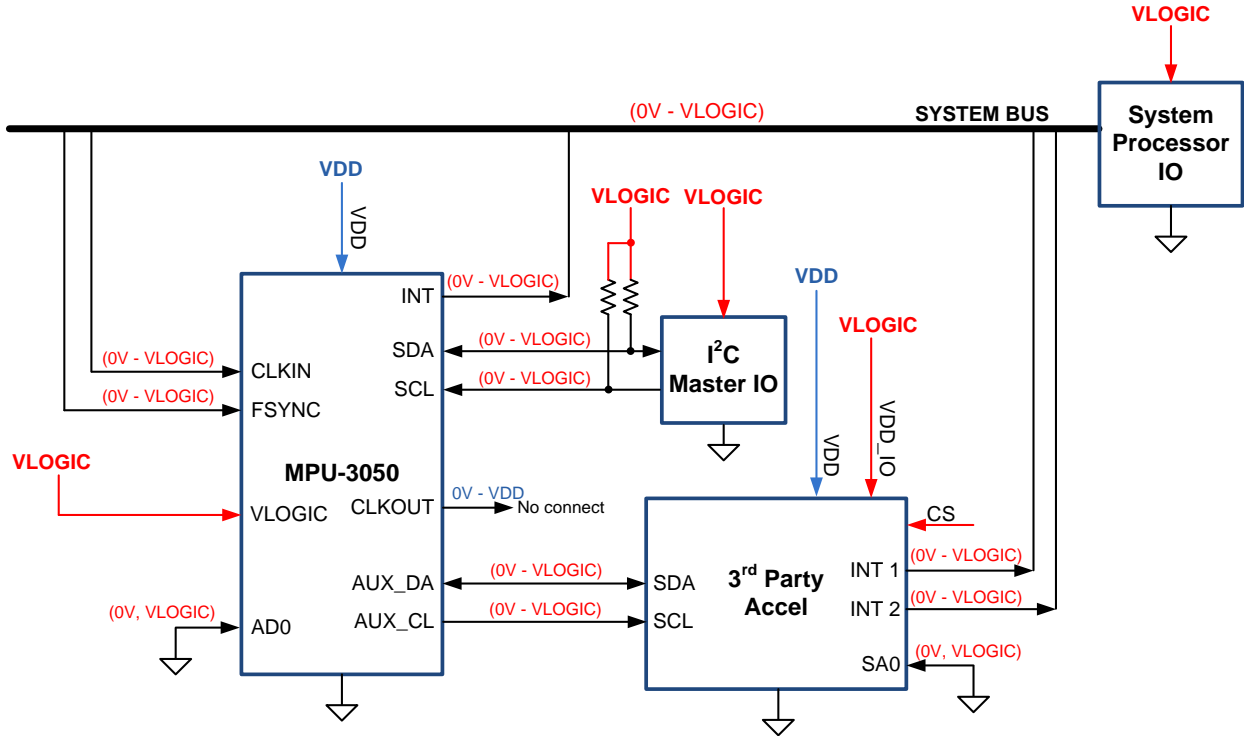 VLOGIC
(0V - VLOGIC)
SYSTEM BUS
System
Processor
IO
VDD
VDD
VLOGIC
VLOGIC
INT
(0V - VLOGIC)
VDD
SDA
(0V - VLOGIC)
I2C
Master IO
VLOGIC
(0V - VLOGIC)
CLKIN
SCL
(0V - VLOGIC)
(0V - VLOGIC)
FSYNC
VDD
VDD_IO
VLOGIC
MPU-3050
VLOGIC
CLKOUT
0V - VDD
No connect
CS
AUX_DA
(0V - VLOGIC)
SDA
3rd Party
Accel
INT 1
(0V - VLOGIC)
(0V, VLOGIC)
AD0
AUX_CL
(0V - VLOGIC)
SCL
INT 2
(0V - VLOGIC)
SA0
(0V, VLOGIC)